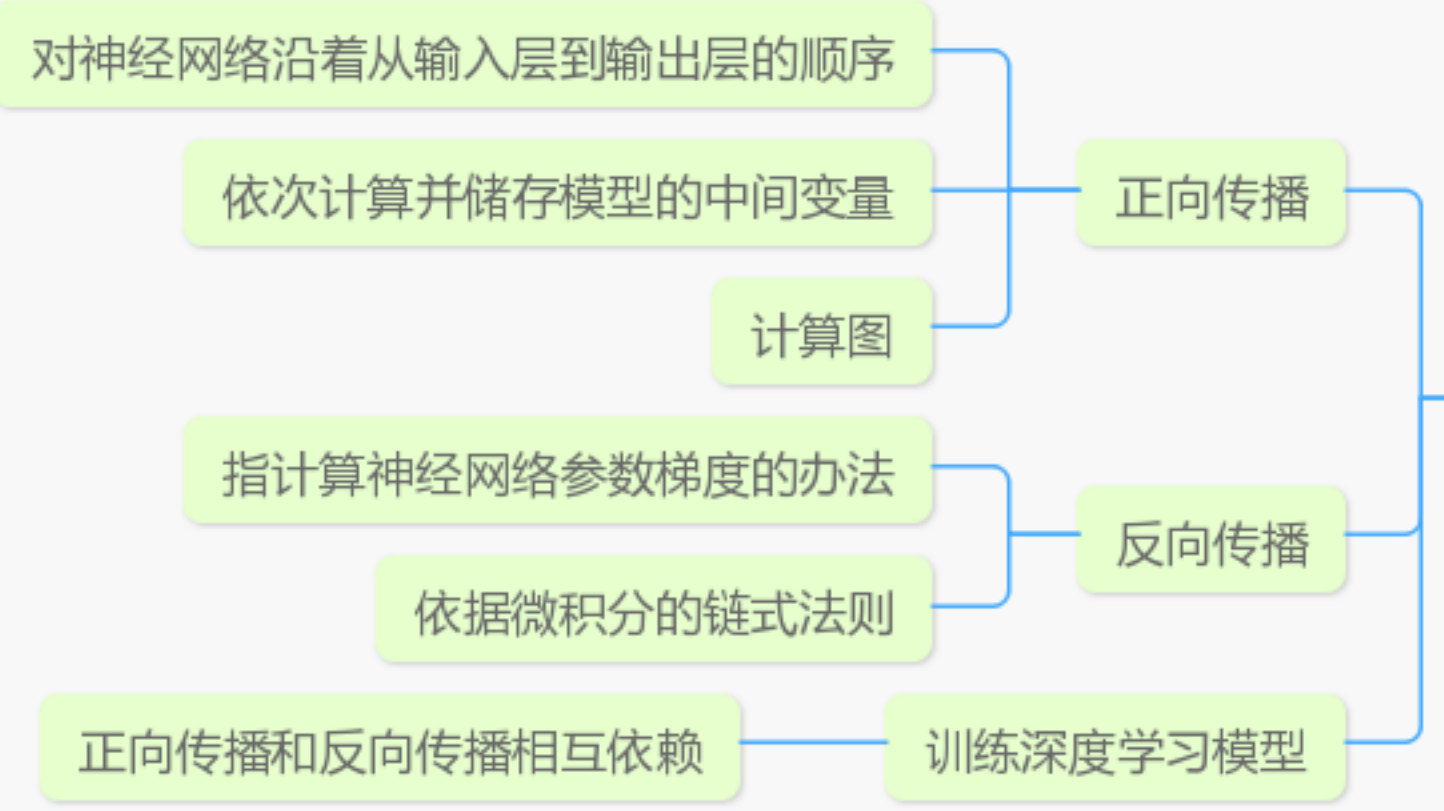 对神经网络沿着从输入层到输出层的顺序
依次计算并储存模型的中间变量
正向传播
计算图
指计算神经网络参数梯度的办法
反向传播
依据微积分的链式法则
正向传播和反向传播相互依赖
训练深度学习模型